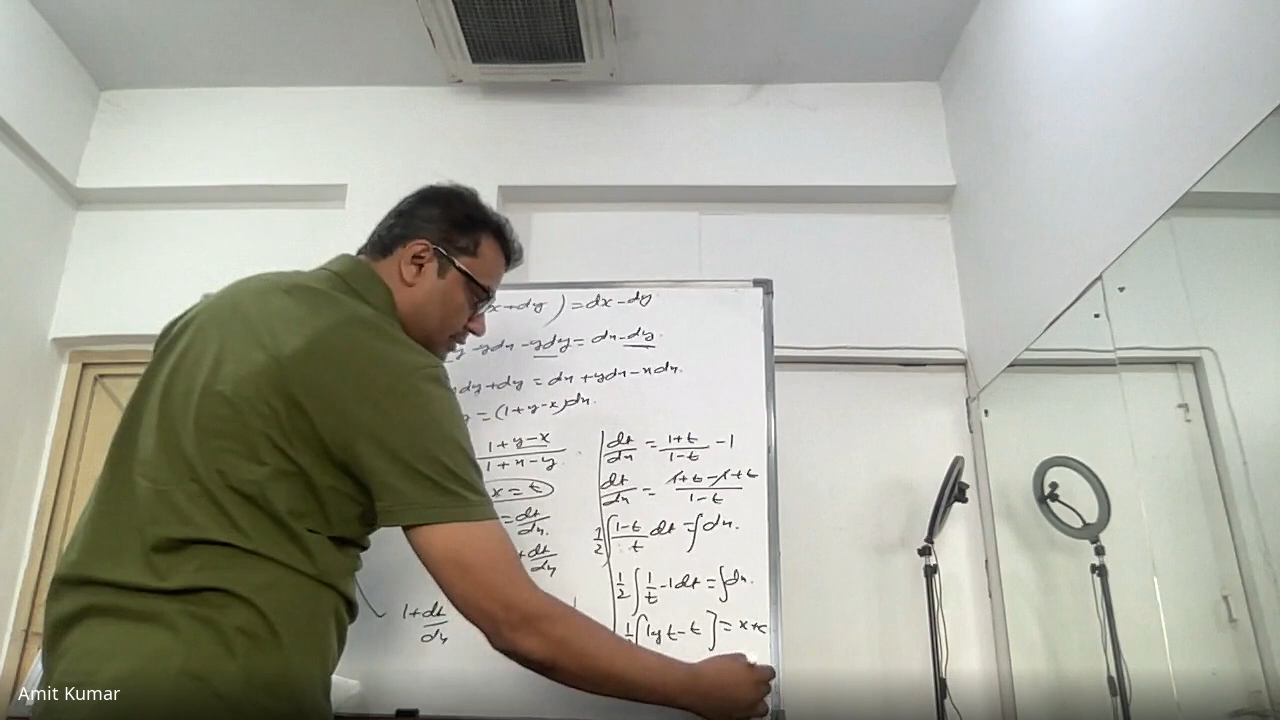 x+dy ) = dx-dy
y -ydx -ydy = dx-dy.
xdy+dy = dx+ydx-xdx.
y = (1+y-x)dx.
1+y-x
1+x-y
x = t
= dt
dx.
+dt
dx
1+dt
dx
dt/dx = 1+t/1-t - 1
dt/dx = 1+t-1+t/1-t
1/2 ∫ 1-t/t dt = ∫ dx.
1/2 ∫ 1/t -1 dt = ∫ dx.
1/2 [log t-t] = x+c
Amit Kumar